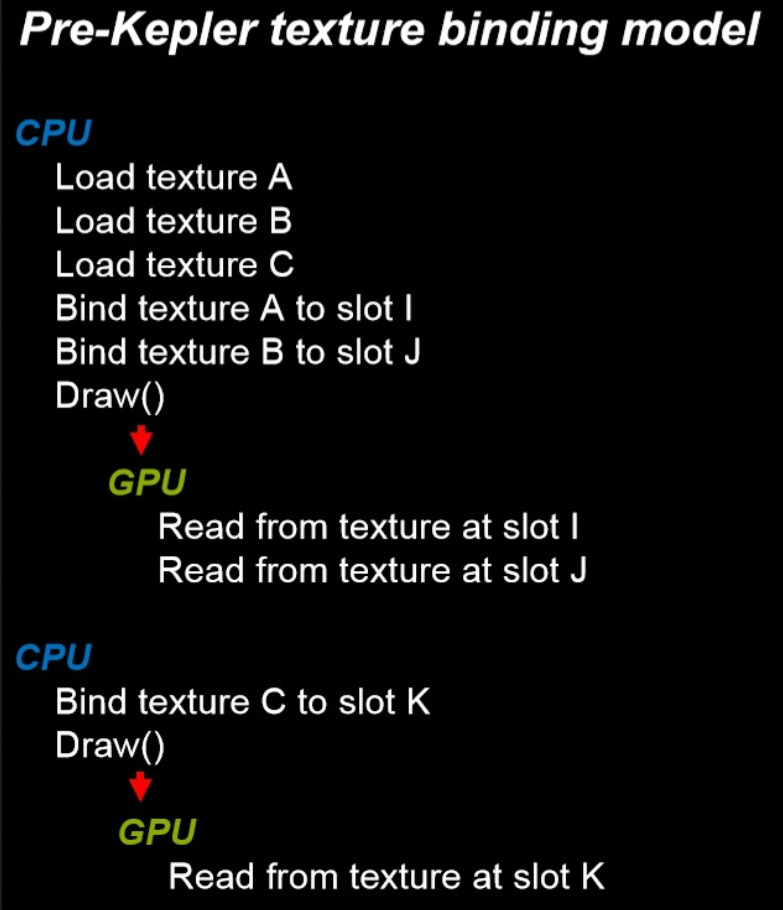 Pre-Kepler texture binding model
CPU
Load texture A
Load texture B
Load texture C
Bind texture A to slot I
Bind texture B to slot J
Draw()
GPU
Read from texture at slot I
Read from texture at slot J
CPU
Bind texture C to slot K
Draw()
GPU
Read from texture at slot K